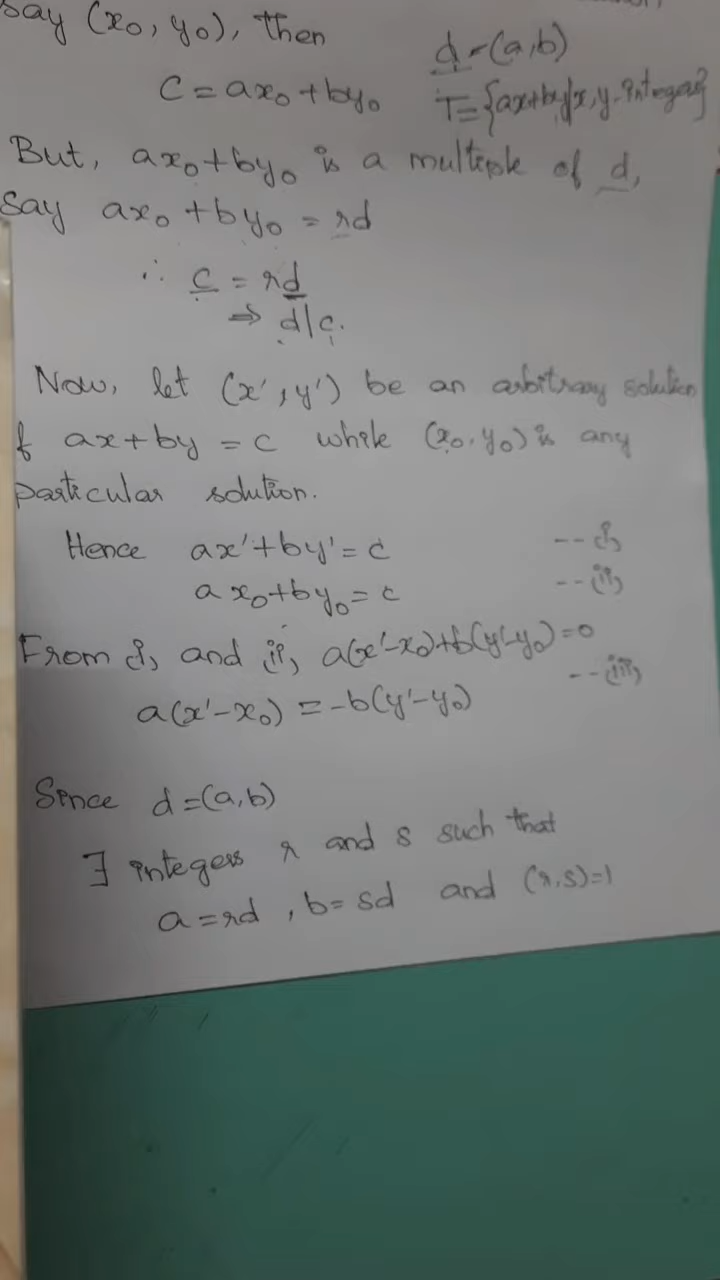 say (x₀, y₀), then
d = (a,b)
C = ax₀ + by₀
T = {ax+by/x, y-integer}
But, ax₀ + by₀ is a multiple of d,
say ax₀ + by₀ = rd
∴ c = rd
⇒ d|c.
Now, let (x', y') be an arbitrary solution
of ax + by = c while (x₀, y₀) is any
particular solution.
Hence ax' + by' = c -- i,
ax₀ + by₀ = c -- ii,
From i, and ii, a(x'-x₀)+b(y'-y₀)=0
-- iii,
a(x'-x₀) = -b(y'-y₀)
Since d = (a,b)
∃ integers r and s such that
a = rd , b = sd and (r,s)=1